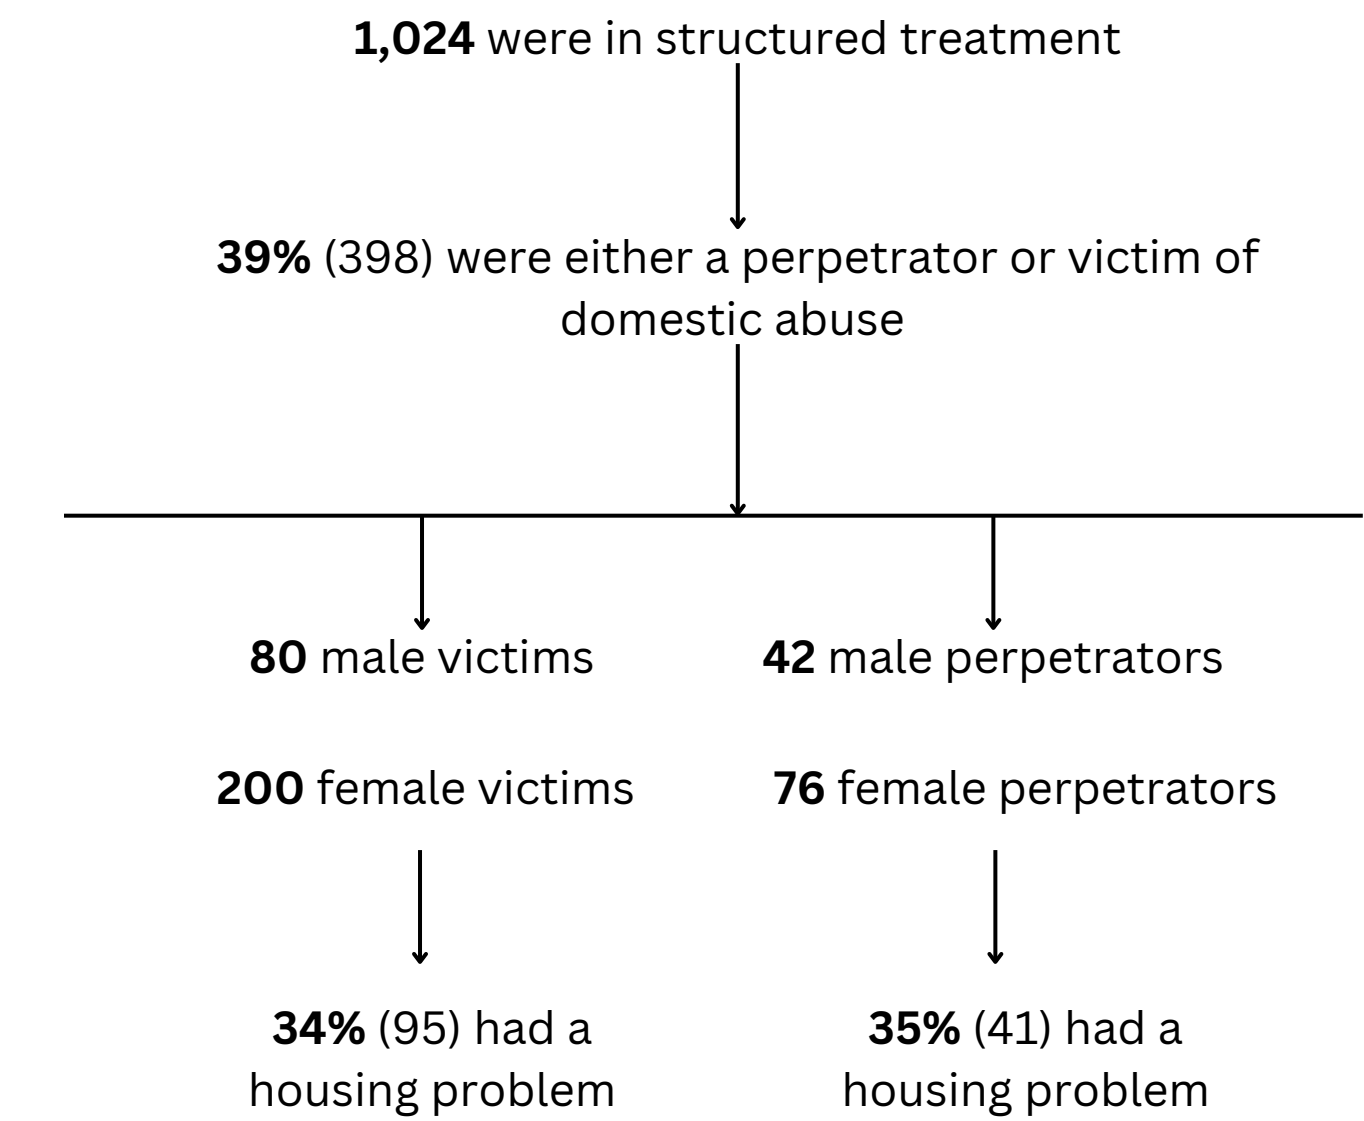 1,024 were in structured treatment
39% (398) were either a perpetrator or victim of
domestic abuse
80 male victims
42 male perpetrators
200 female victims
76 female perpetrators
34% (95) had a
housing problem
35% (41) had a
housing problem